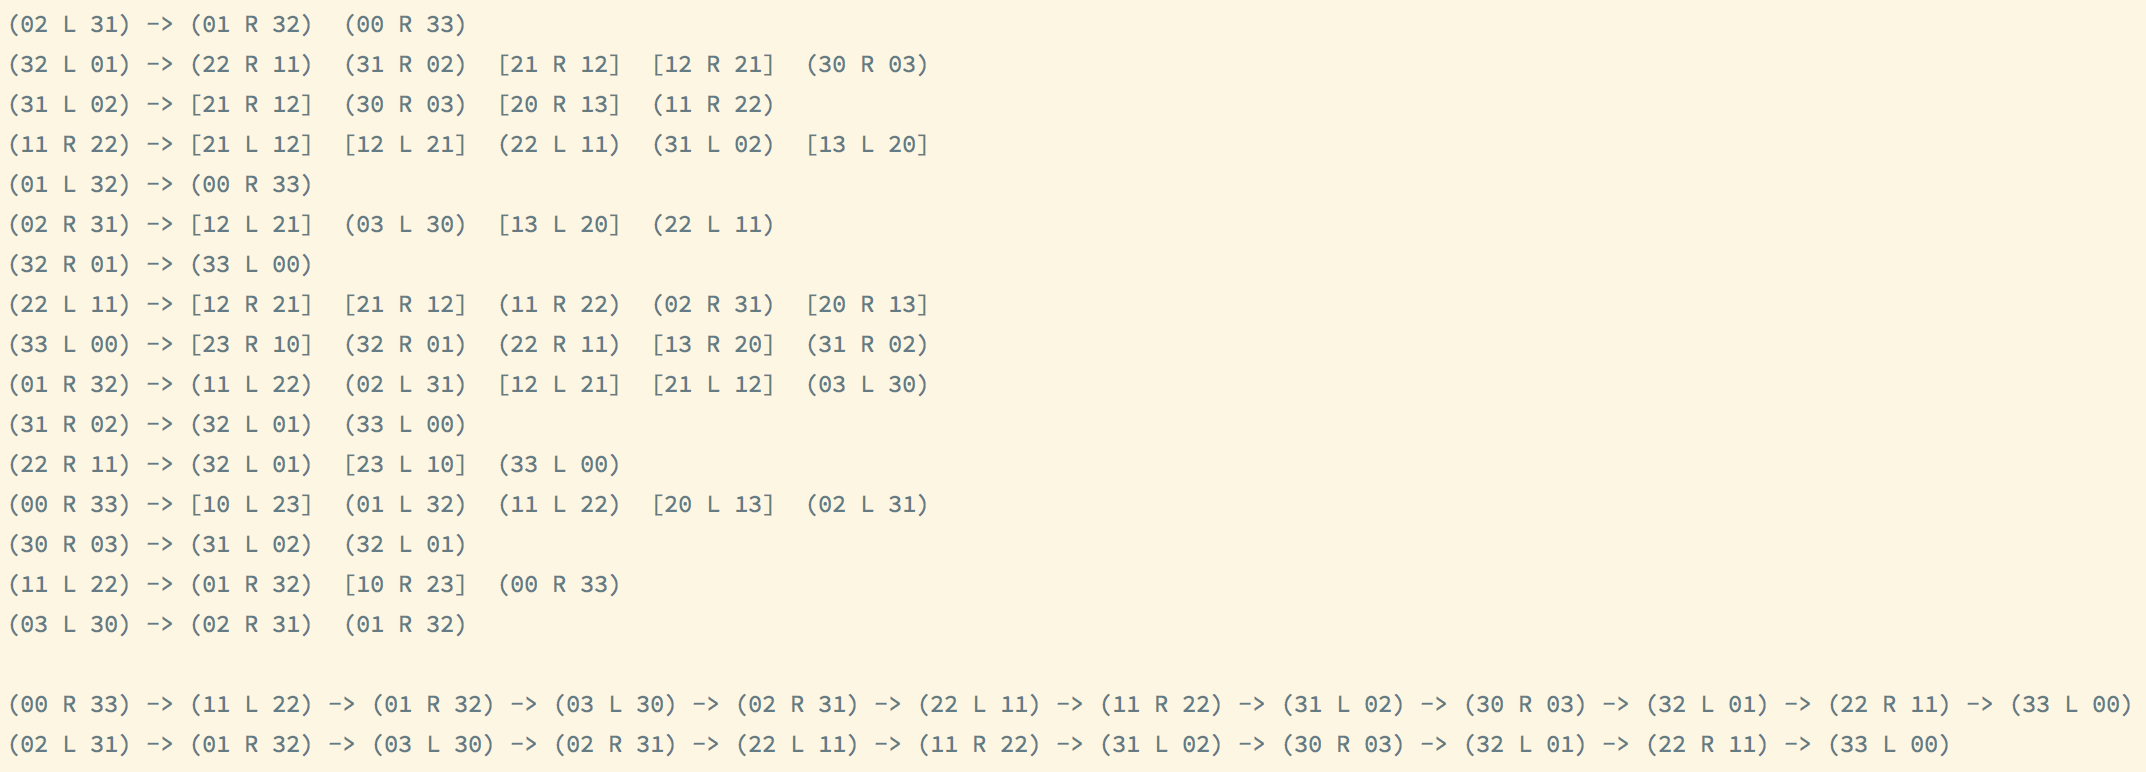 (02 L 31) -> (01 R 32)  (00 R 33)
(32 L 01) -> (22 R 11)  (31 R 02)  [21 R 12]  [12 R 21]  (30 R 03)
(31 L 02) -> [21 R 12]  (30 R 03)  [20 R 13]  (11 R 22)
(11 R 22) -> [21 L 12]  [12 L 21]  (22 L 11)  (31 L 02)  [13 L 20]
(01 L 32) -> (00 R 33)
(02 R 31) -> [12 L 21]  (03 L 30)  [13 L 20]  (22 L 11)
(32 R 01) -> (33 L 00)
(22 L 11) -> [12 R 21]  [21 R 12]  (11 R 22)  (02 R 31)  [20 R 13]
(33 L 00) -> [23 R 10]  (32 R 01)  (22 R 11)  [13 R 20]  (31 R 02)
(01 R 32) -> (11 L 22)  (02 L 31)  [12 L 21]  [21 L 12]  (03 L 30)
(31 R 02) -> (32 L 01)  (33 L 00)
(22 R 11) -> (32 L 01)  [23 L 10]  (33 L 00)
(00 R 33) -> [10 L 23]  (01 L 32)  (11 L 22)  [20 L 13]  (02 L 31)
(30 R 03) -> (31 L 02)  (32 L 01)
(11 L 22) -> (01 R 32)  [10 R 23]  (00 R 33)
(03 L 30) -> (02 R 31)  (01 R 32)
(00 R 33) -> (11 L 22) -> (01 R 32) -> (03 L 30) -> (02 R 31) -> (22 L 11) -> (11 R 22) -> (31 L 02) -> (30 R 03) -> (32 L 01) -> (22 R 11) -> (33 L 00)
(02 L 31) -> (01 R 32) -> (03 L 30) -> (02 R 31) -> (22 L 11) -> (11 R 22) -> (31 L 02) -> (30 R 03) -> (32 L 01) -> (22 R 11) -> (33 L 00)